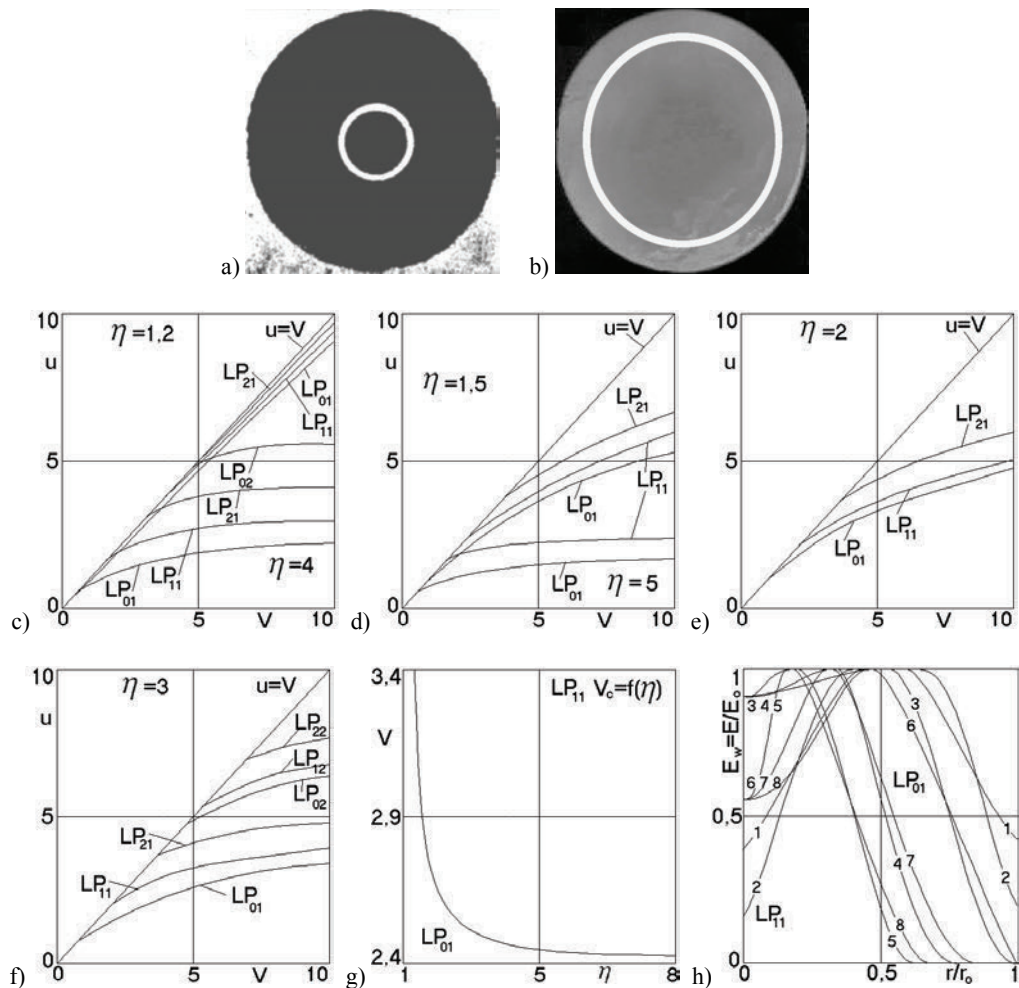 a)
b)
10
u
η =1,2
u=V
LP21
LP01
LP11
5
LP02
LP21
LP01
LP11
η =4
0
0
5
V
10
c)
10
u
η =1,5
u=V
LP21
5
LP11
LP01
LP01
η =5
0
0
5
V
10
d)
10
u
η =2
u=V
LP21
5
LP01
LP11
0
0
5
V
10
e)
10
u
η =3
u=V
LP22
LP12
LP02
5
LP21
LP11
LP01
0
0
5
V
10
f)
3,4
V
LP11 Vc=f(η)
2,9
LP01
2,4
1
5
η
8
g)
1
Ew=E/Eo
3 4 5
3
6
6 7 8
LP01
0,5
1
1
7
4
2
2
8
5
LP11
0
0
0,5
r/ro
1
h)